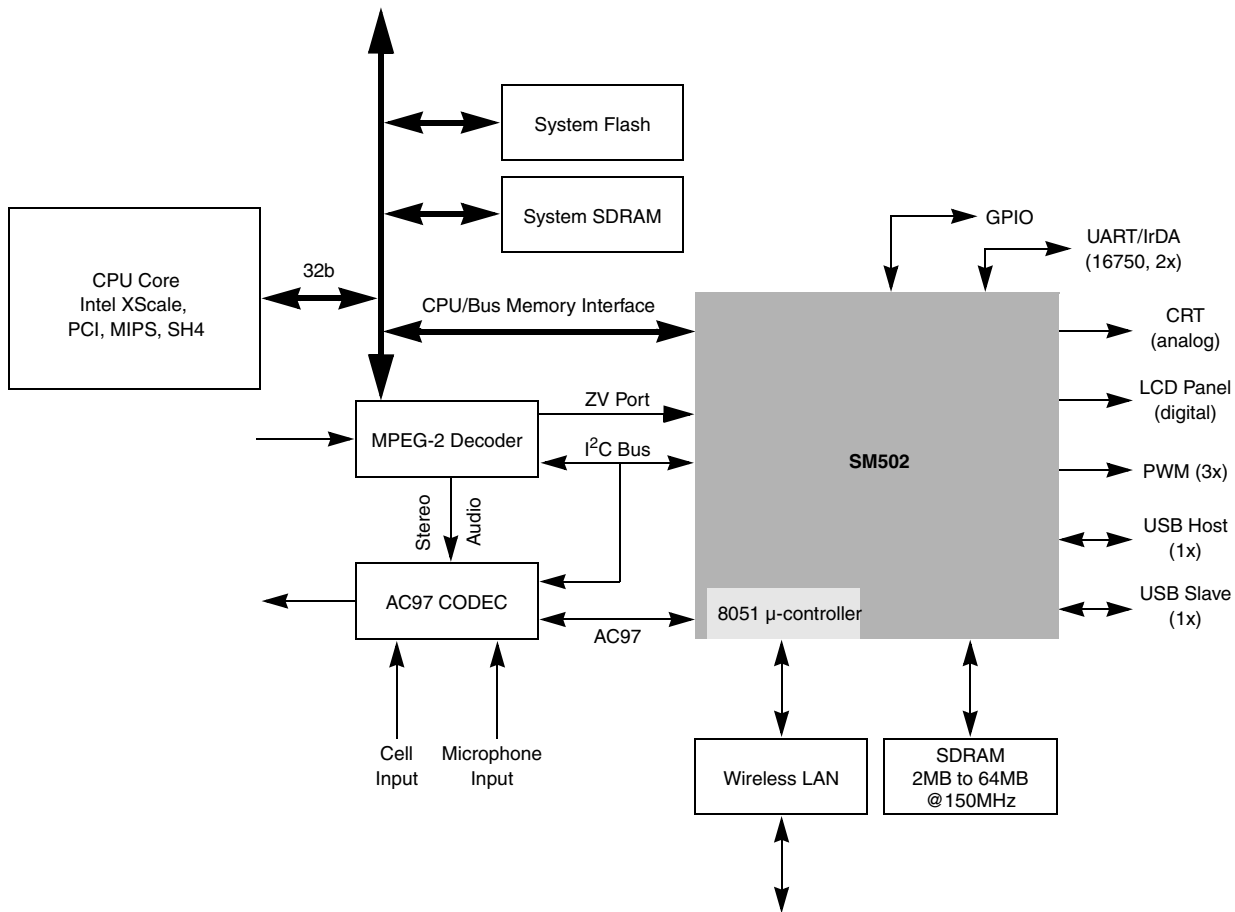 System Flash
System SDRAM
CPU Core
Intel XScale,
PCI, MIPS, SH4
32b
CPU/Bus Memory Interface
GPIO
UART/IrDA
(16750, 2x)
CRT
(analog)
LCD Panel
(digital)
PWM (3x)
USB Host
(1x)
USB Slave
(1x)
MPEG-2 Decoder
ZV Port
I²C Bus
SM502
Stereo
Audio
AC97 CODEC
AC97
8051 µ-controller
Cell
Input
Microphone
Input
Wireless LAN
SDRAM
2MB to 64MB
@150MHz